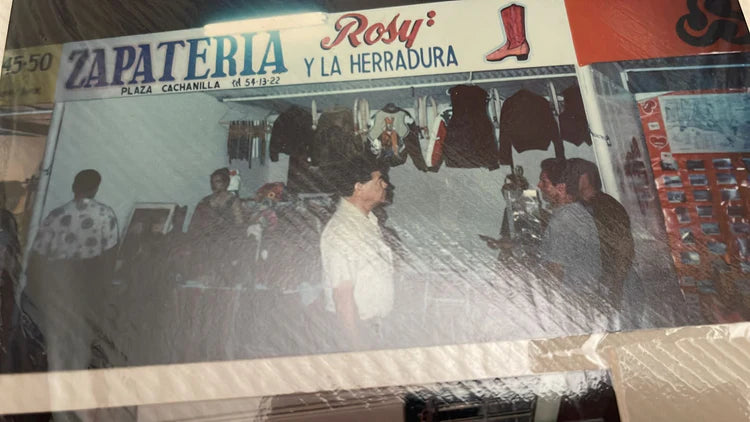 45-50
ZAPATERIA
Rosy:
Y LA HERRADURA
PLAZA CACHANILLA
tel 54-13-22